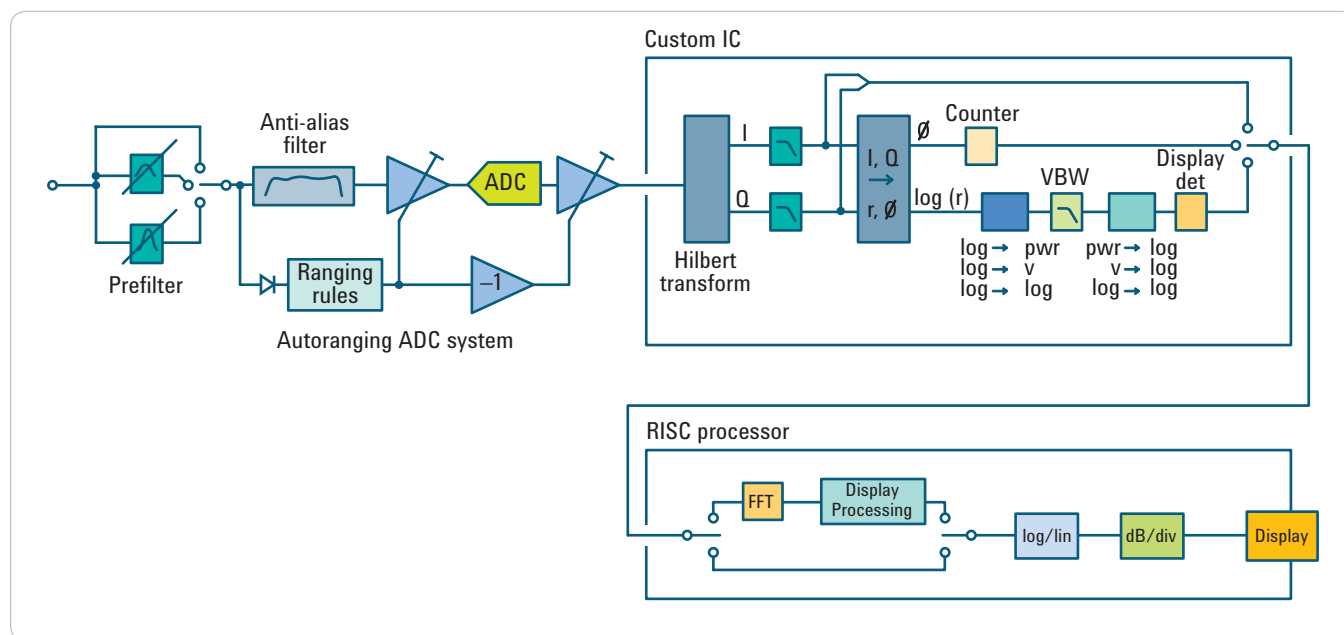 Custom IC
Anti-alias
filter
Prefilter
ADC
Ranging
rules
–1
Autoranging ADC system
I
Q
Hilbert
transform
I, Q
→
r, Ø
Ø
log (r)
Counter
VBW
Display
det
log → pwr
log → v
log → log
pwr → log
v → log
log → log
RISC processor
FFT
Display
Processing
log/lin
dB/div
Display